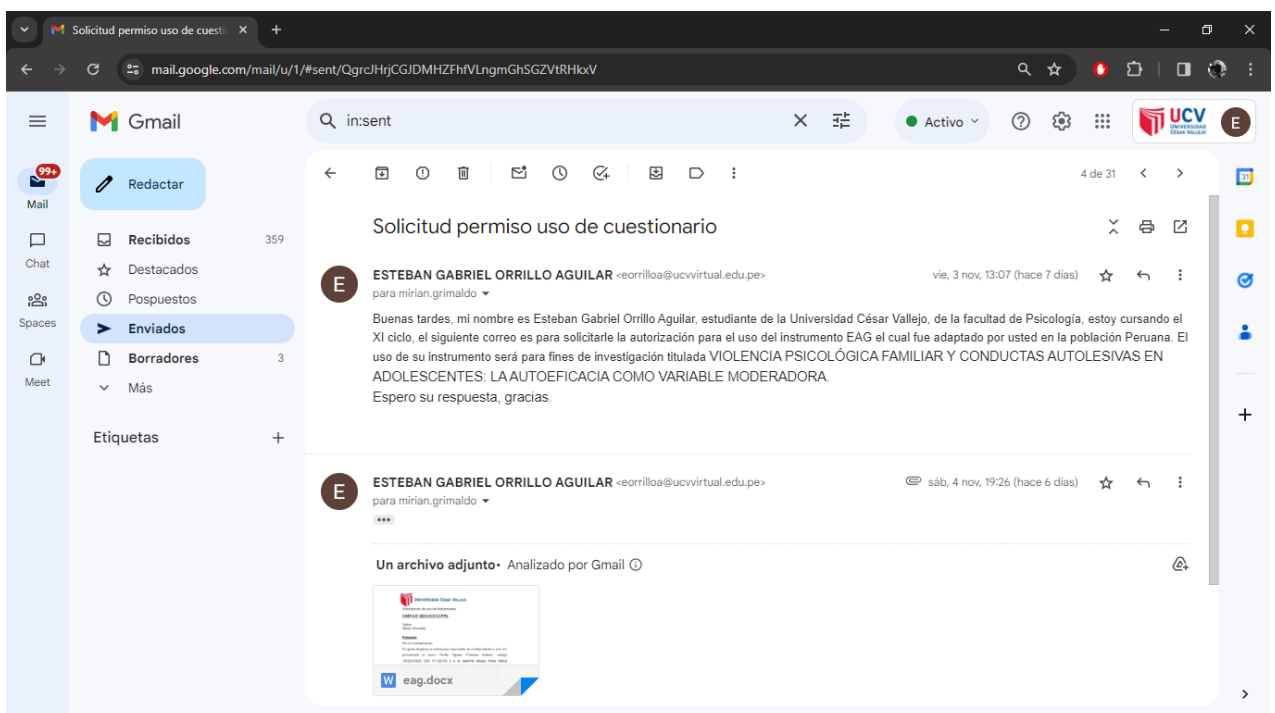 Solicitud permiso uso de cuesti
mail.google.com/mail/u/1/#sent/QgrcJHrjCGJDMHZFhfVLngmGhSGZVtRHkxV
Gmail
in:sent
Activo
UCV
UNIVERSIDAD
CÉSAR VALLEJO
E
99+
Mail
Chat
Spaces
Meet
Redactar
Recibidos 359
Destacados
Pospuestos
Enviados
Borradores 3
Más
Etiquetas
4 de 31
31
Solicitud permiso uso de cuestionario
E
ESTEBAN GABRIEL ORRILLO AGUILAR <eorrilloa@ucvvirtual.edu.pe> vie, 3 nov, 13:07 (hace 7 días)
para mirian.grimaldo
Buenas tardes, mi nombre es Esteban Gabriel Orrillo Aguilar, estudiante de la Universidad César Vallejo, de la facultad de Psicología, estoy cursando el
XI ciclo, el siguiente correo es para solicitarle la autorización para el uso del instrumento EAG el cual fue adaptado por usted en la población Peruana. El
uso de su instrumento será para fines de investigación titulada VIOLENCIA PSICOLÓGICA FAMILIAR Y CONDUCTAS AUTOLESIVAS EN
ADOLESCENTES: LA AUTOEFICACIA COMO VARIABLE MODERADORA.
Espero su respuesta, gracias.
E
ESTEBAN GABRIEL ORRILLO AGUILAR <eorrilloa@ucvvirtual.edu.pe> sáb, 4 nov, 19:26 (hace 6 días)
para mirian.grimaldo
Un archivo adjunto• Analizado por Gmail
UNIVERSIDAD CÉSAR VALLEJO
W eag.docx